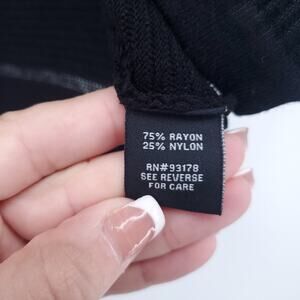 75% RAYON
25% NYLON
RN#93178
SEE REVERSE
FOR CARE